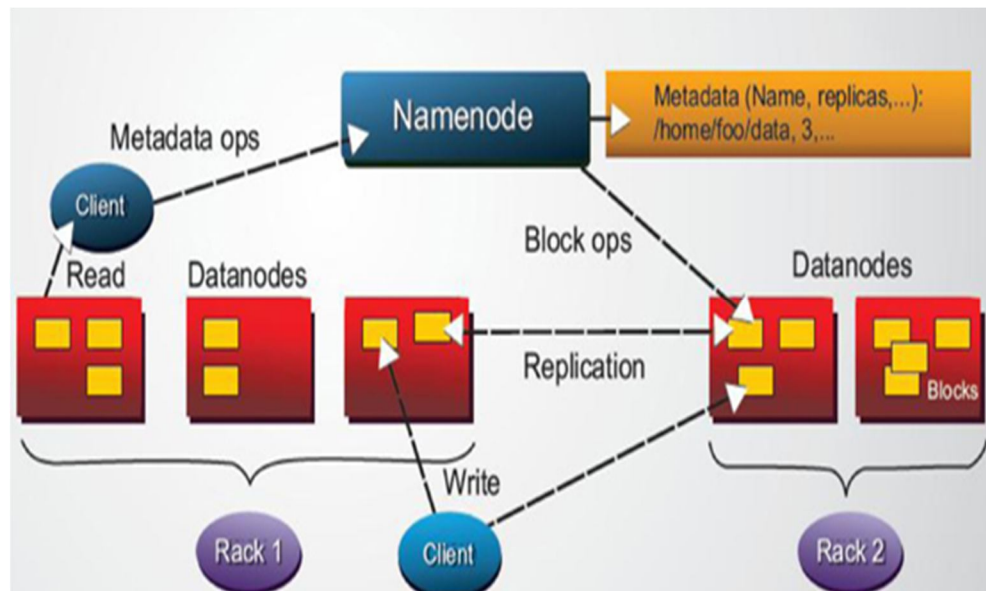 Namenode
Metadata (Name, replicas,...):
/home/foo/data, 3,...
Metadata ops
Client
Block ops
Read
Datanodes
Datanodes
Replication
Blocks
Write
Rack 1
Client
Rack 2